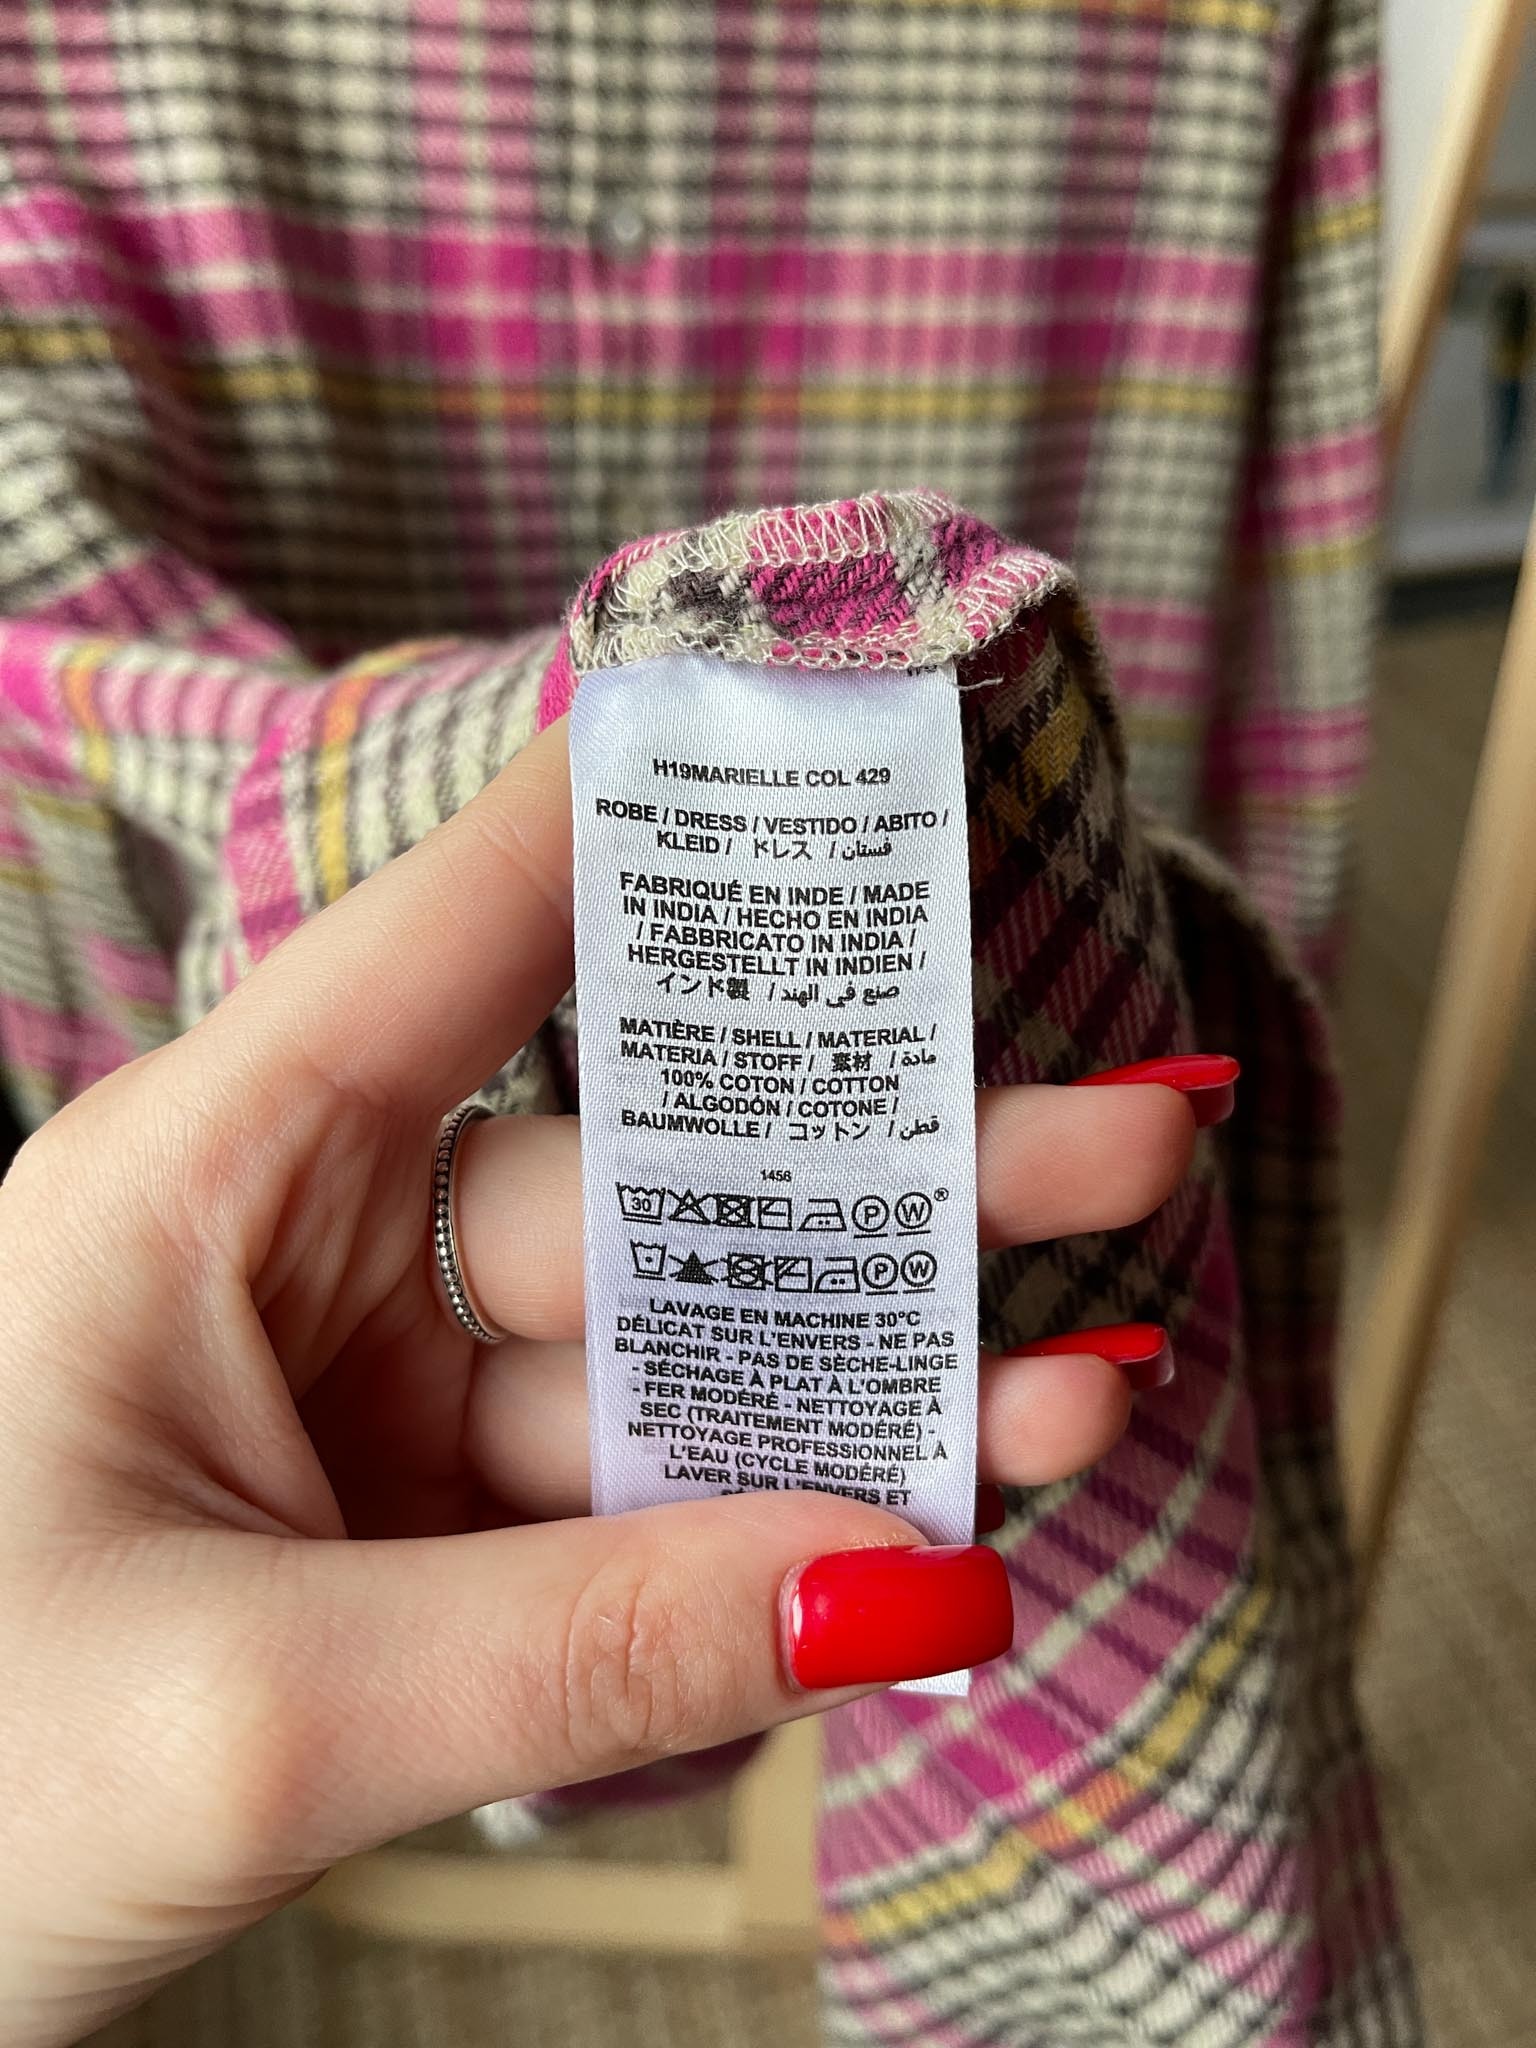 H19MARIELLE COL 429
ROBE / DRESS / VESTIDO / ABITO /
KLEID / ドレス / فستان
FABRIQUÉ EN INDE / MADE
IN INDIA / HECHO EN INDIA
/ FABBRICATO IN INDIA /
HERGESTELLT IN INDIEN /
インド製 / صنع في الهند
MATIÈRE / SHELL / MATERIAL /
MATERIA / STOFF / 素材 / مادة
100% COTON / COTTON
/ ALGODÓN / COTONE /
BAUMWOLLE / コットン / قطن
1456
30 P W ®
P W
LAVAGE EN MACHINE 30°C
DÉLICAT SUR L'ENVERS - NE PAS
BLANCHIR - PAS DE SÈCHE-LINGE
- SÉCHAGE À PLAT À L'OMBRE
- FER MODÉRÉ - NETTOYAGE À
SEC (TRAITEMENT MODÉRÉ) -
NETTOYAGE PROFESSIONNEL À
L'EAU (CYCLE MODÉRÉ)
LAVER SUR L'ENVERS ET